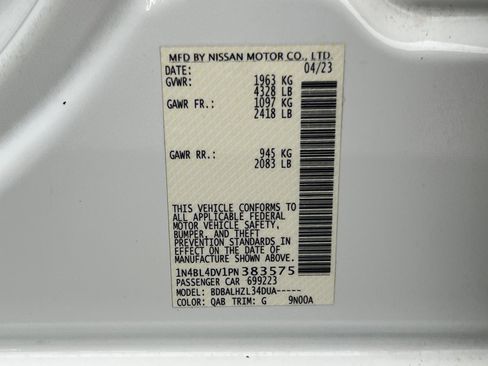 MFD BY NISSAN MOTOR CO., LTD.
DATE: 04/23
GVWR: 1963 KG
4328 LB
GAWR FR.: 1097 KG
2418 LB
GAWR RR.: 945 KG
2083 LB
THIS VEHICLE CONFORMS TO
ALL APPLICABLE FEDERAL
MOTOR VEHICLE SAFETY,
BUMPER, AND THEFT
PREVENTION STANDARDS IN
EFFECT ON THE DATE OF
MANUFACTURE SHOWN ABOVE.
1N4BL4DV1PN383575
PASSENGER CAR 699223
MODEL: BDBALHZL34DUA-----
COLOR: QAB TRIM: G 9N00A